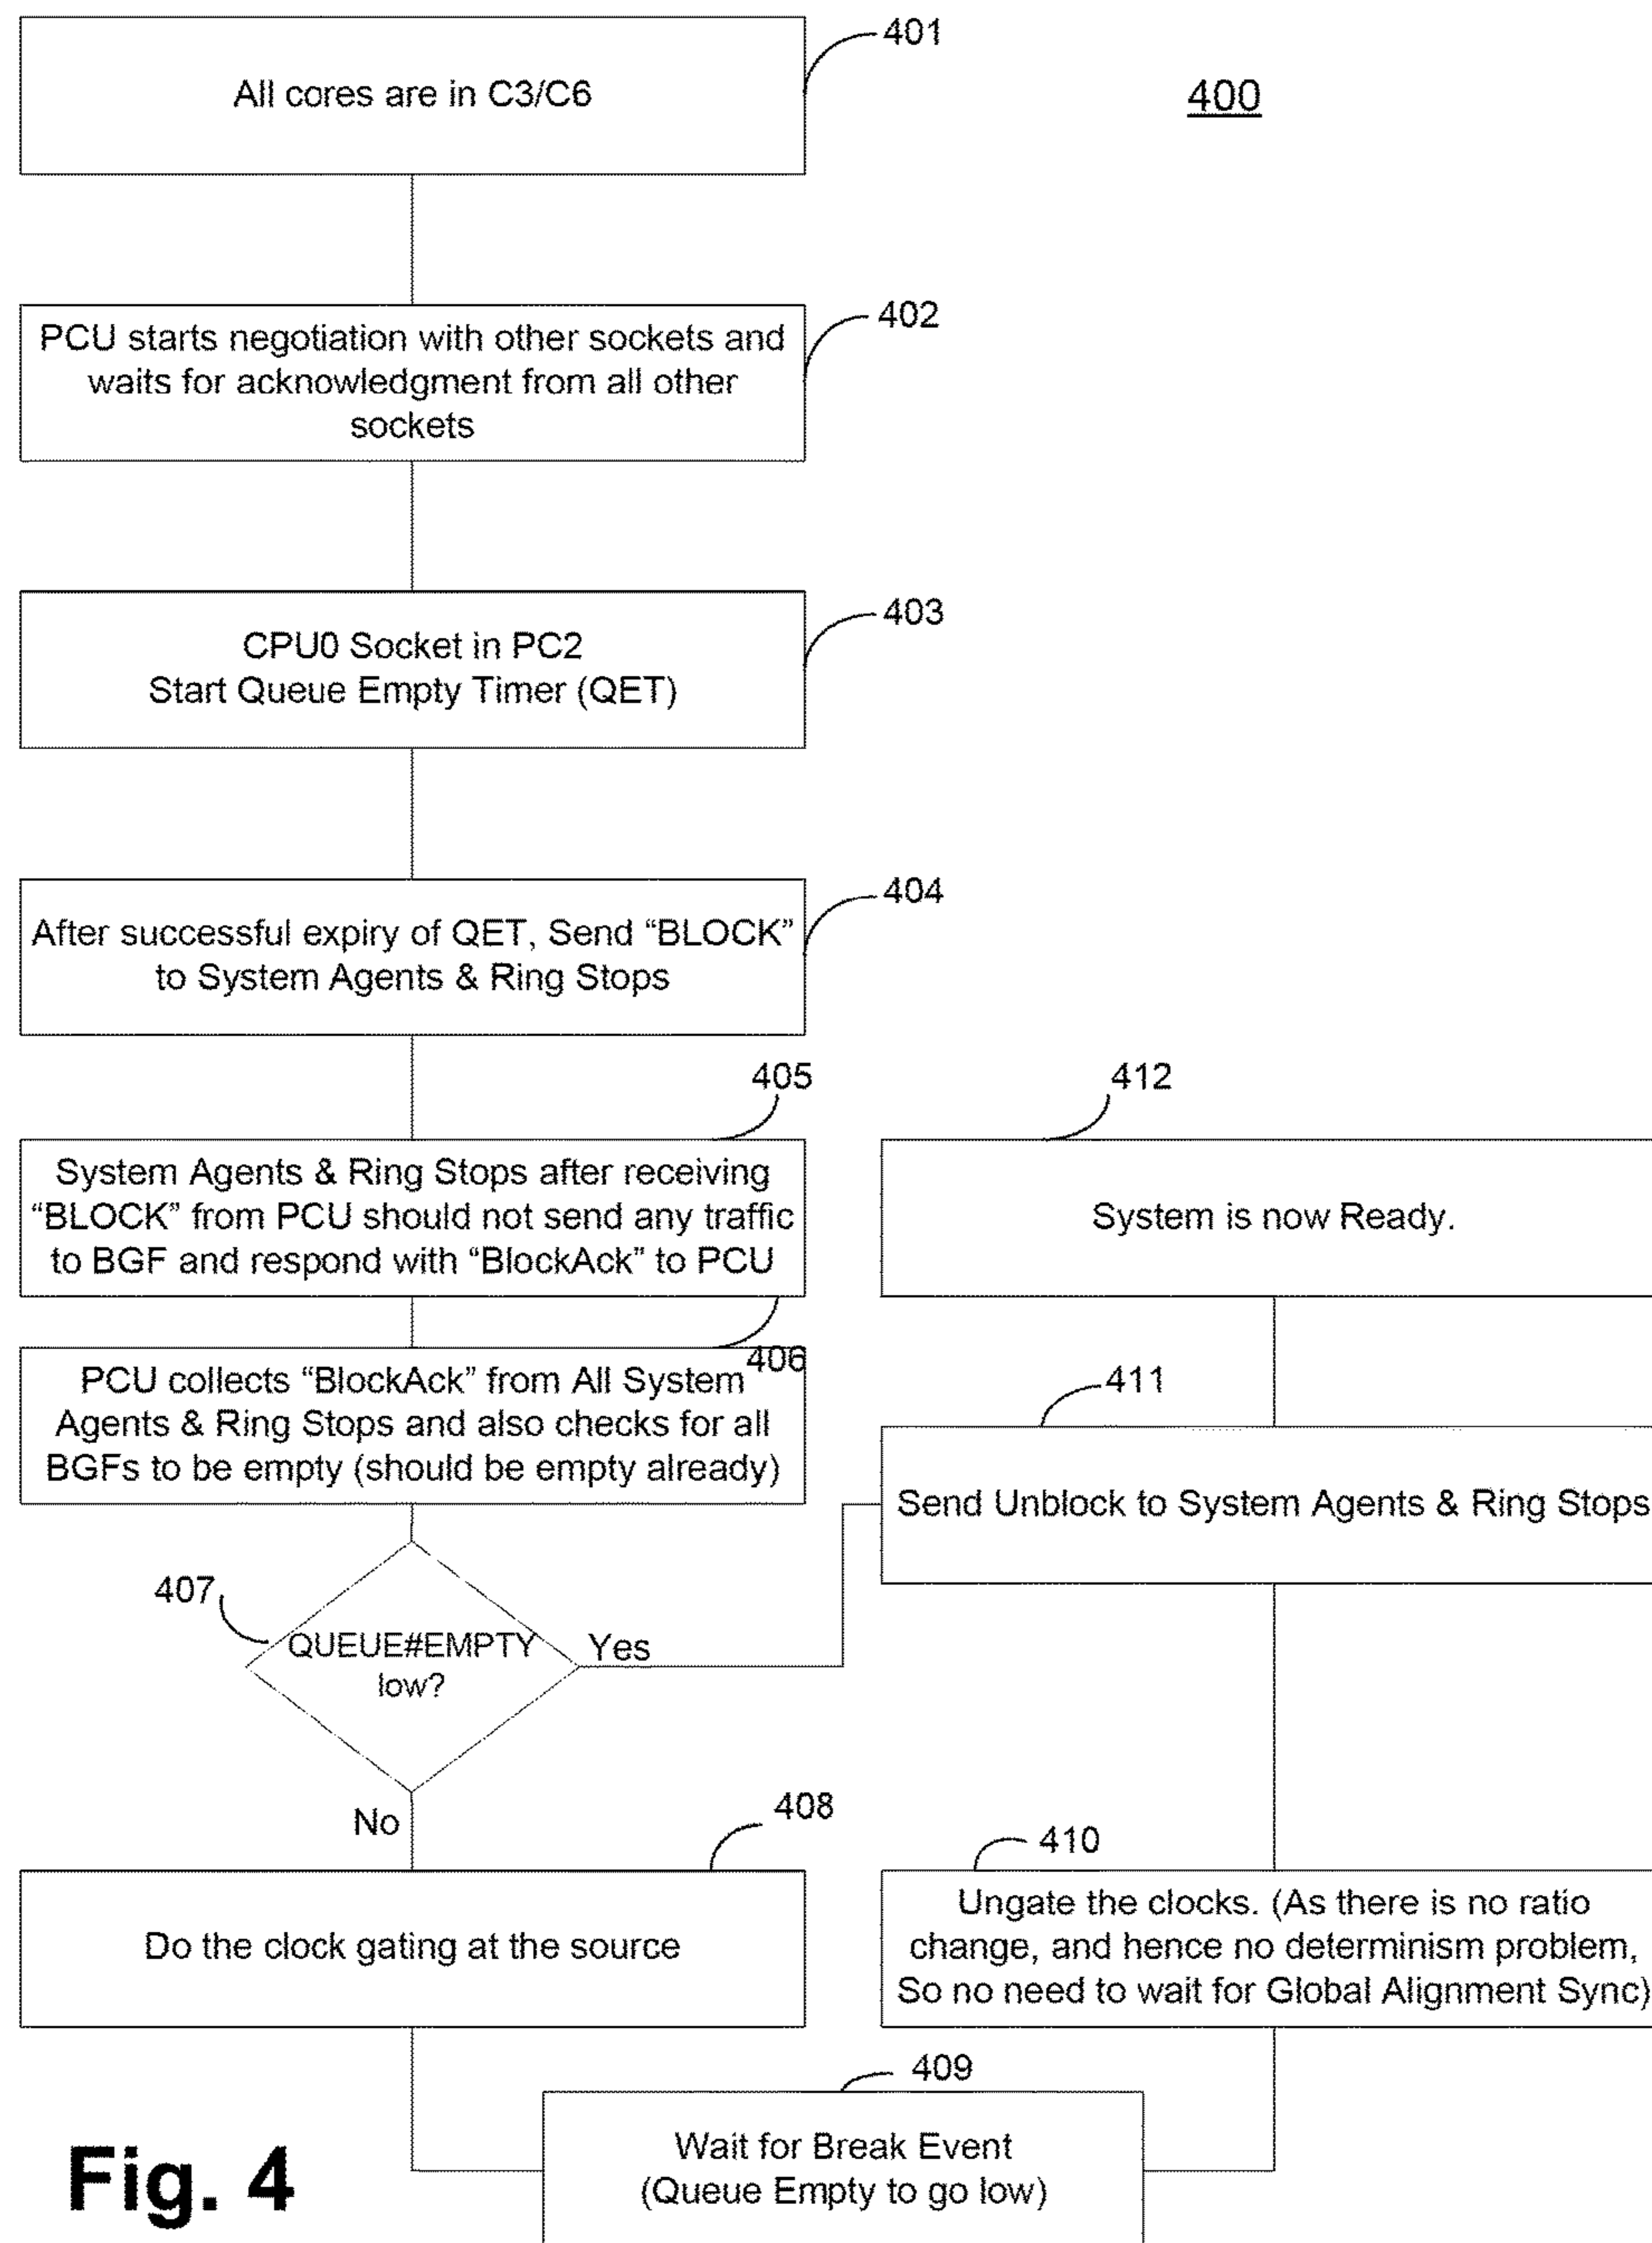 401
All cores are in C3/C6
400
402
PCU starts negotiation with other sockets and
waits for acknowledgment from all other
sockets
403
CPU0 Socket in PC2
Start Queue Empty Timer (QET)
404
After successful expiry of QET, Send “BLOCK”
to System Agents & Ring Stops
405
System Agents & Ring Stops after receiving
“BLOCK” from PCU should not send any traffic
to BGF and respond with “BlockAck” to PCU
406
PCU collects “BlockAck” from All System
Agents & Ring Stops and also checks for all
BGFs to be empty (should be empty already)
407
QUEUE#EMPTY
low?
Yes
No
408
Do the clock gating at the source
409
Wait for Break Event
(Queue Empty to go low)
410
Ungate the clocks. (As there is no ratio
change, and hence no determinism problem,
So no need to wait for Global Alignment Sync)
411
Send Unblock to System Agents & Ring Stops
412
System is now Ready.
Fig. 4